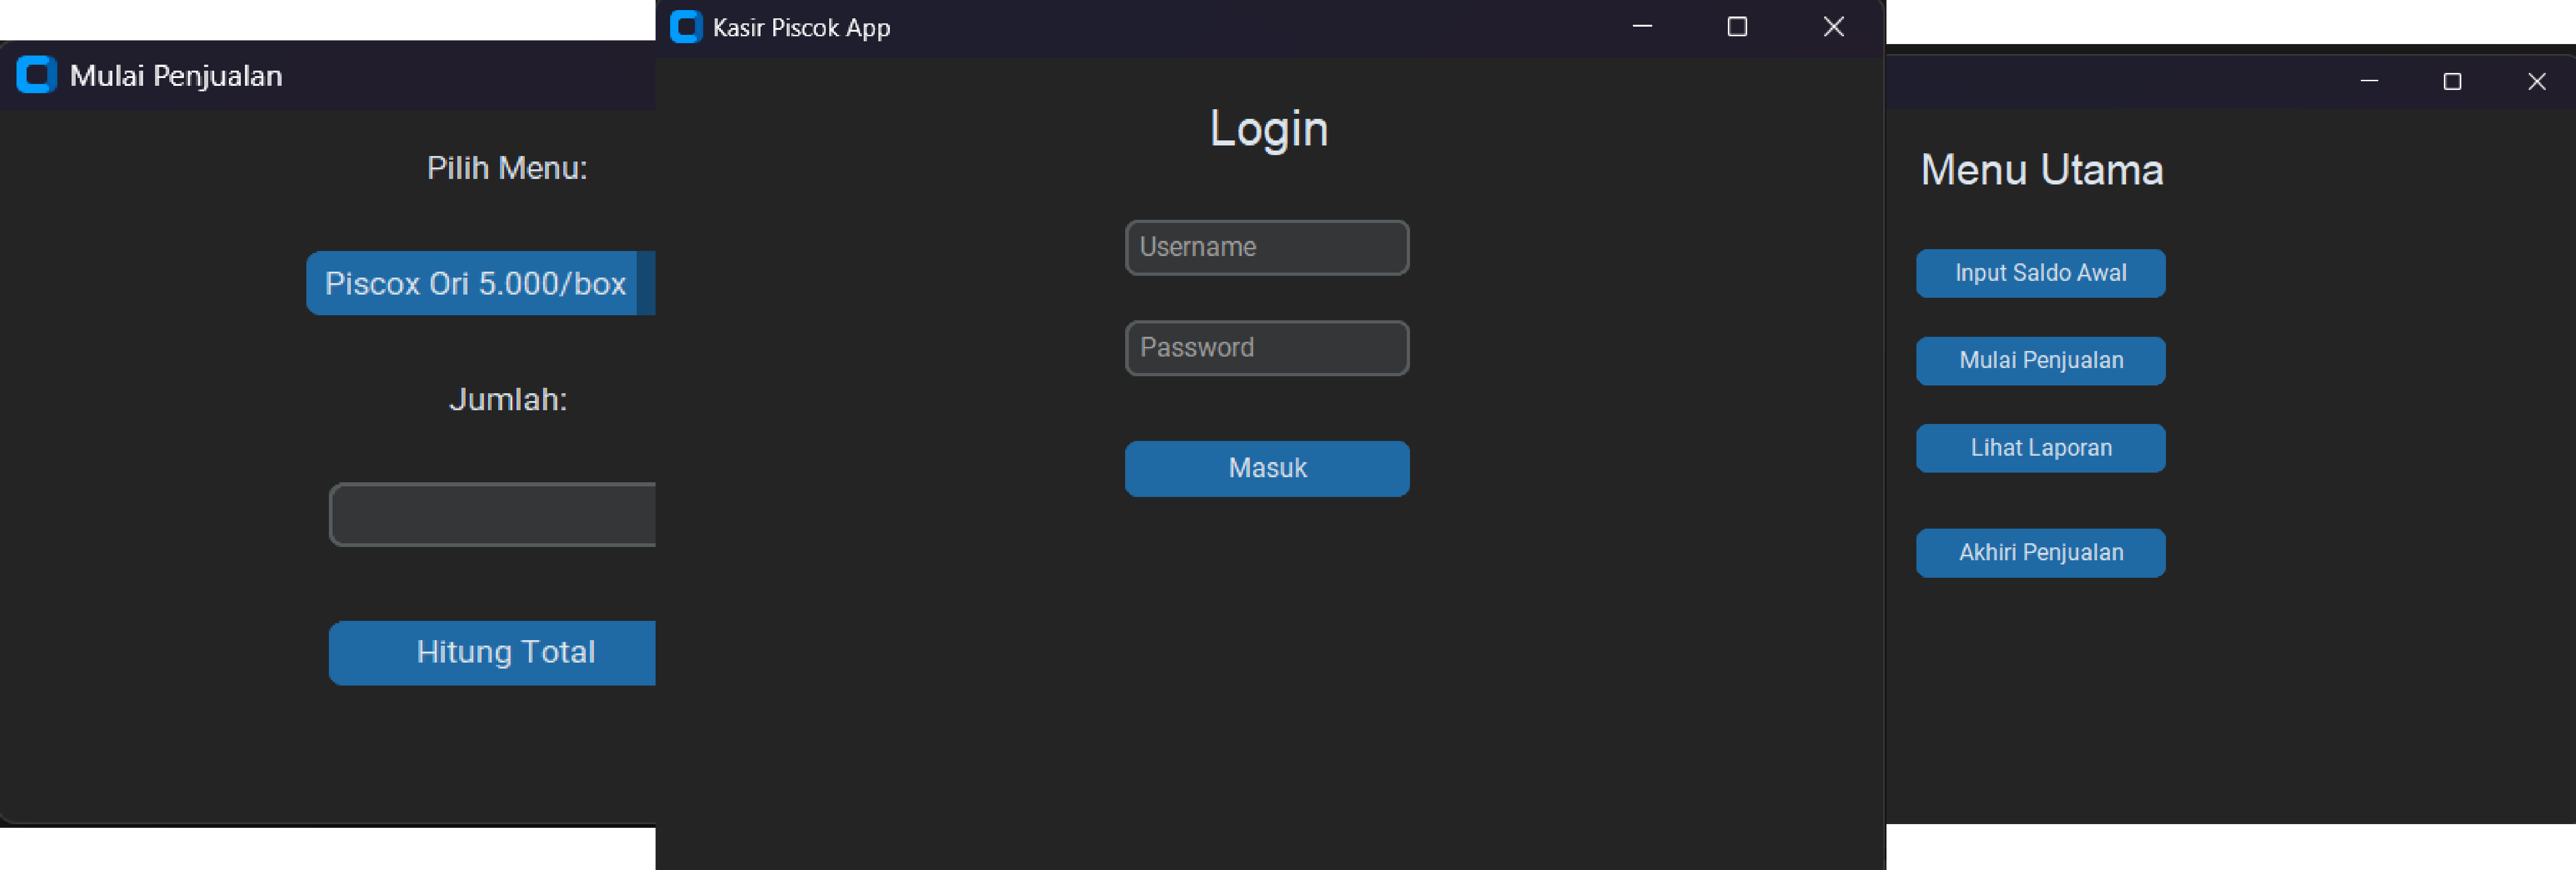 Mulai Penjualan
Pilih Menu:
Piscox Ori 5.000/box
Jumlah:
Hitung Total
Kasir Piscok App
Login
Username
Password
Masuk
Menu Utama
Input Saldo Awal
Mulai Penjualan
Lihat Laporan
Akhiri Penjualan